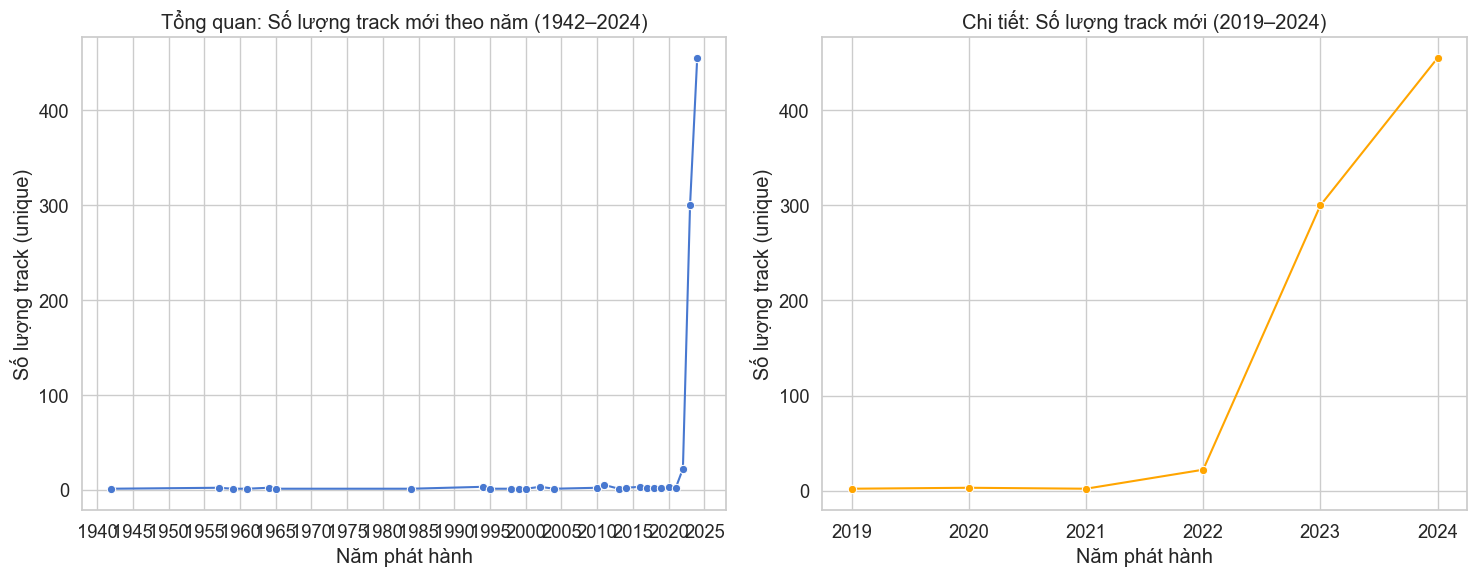 Tổng quan: Số lượng track mới theo năm (1942–2024)
Số lượng track (unique)
400
300
200
100
0
1940 1945 1950 1955 1960 1965 1970 1975 1980 1985 1990 1995 2000 2005 2010 2015 2020 2025
Năm phát hành
Chi tiết: Số lượng track mới (2019–2024)
Số lượng track (unique)
400
300
200
100
0
2019 2020 2021 2022 2023 2024
Năm phát hành